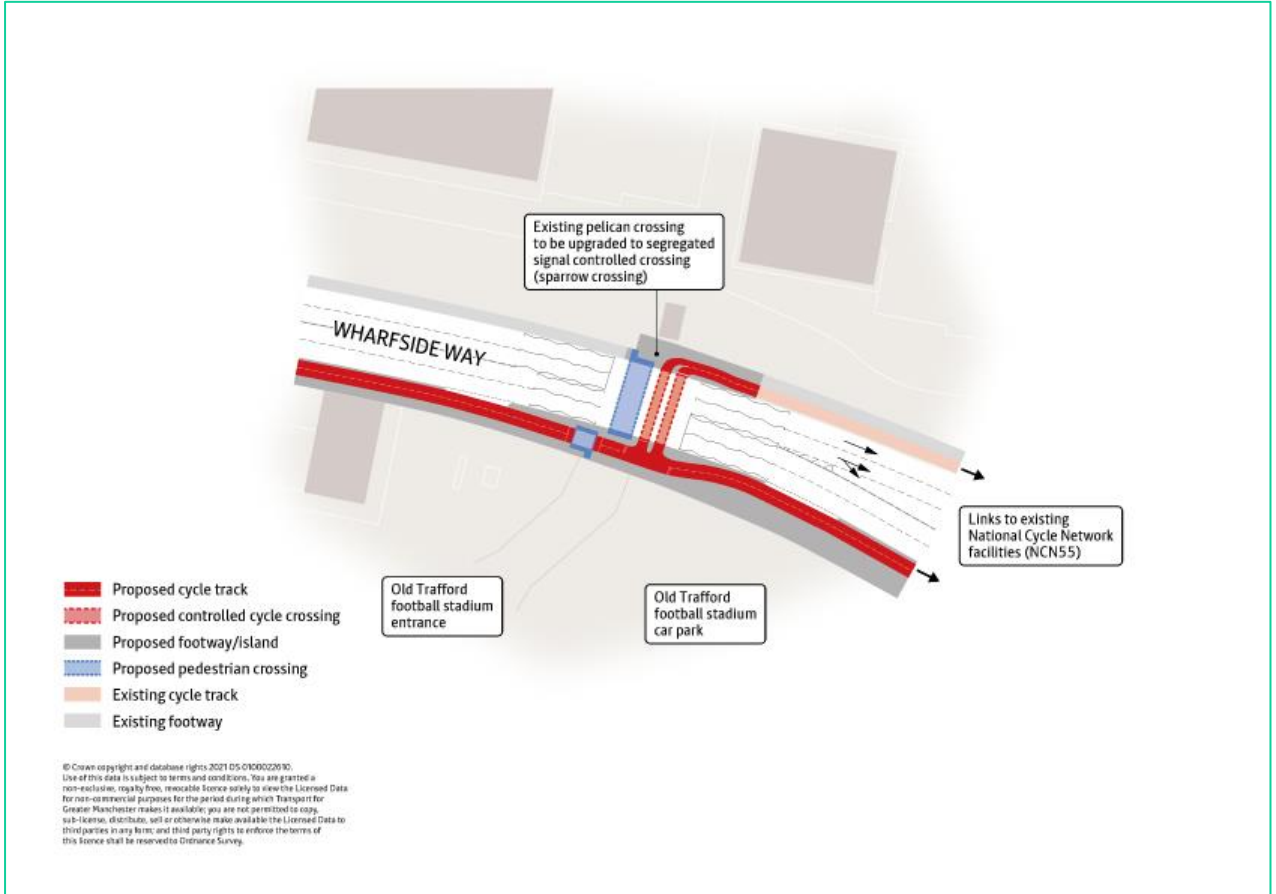 Existing pelican crossing
to be upgraded to segregated
signal controlled crossing
(sparrow crossing)
WHARFSIDE WAY
Links to existing
National Cycle Network
facilities (NCN55)
Old Trafford
football stadium
entrance
Old Trafford
football stadium
car park
Proposed cycle track
Proposed controlled cycle crossing
Proposed footway/island
Proposed pedestrian crossing
Existing cycle track
Existing footway
© Crown copyright and database rights 2021 OS 0100022610.
Use of this data is subject to terms and conditions. You are granted a
non-exclusive, royalty free, revocable licence solely to view the Licensed Data
for non-commercial purposes for the period during which Transport for
Greater Manchester makes it available; you are not permitted to copy,
sub-license, distribute, sell or otherwise make available the Licensed Data to
third parties in any form; and third party rights to enforce the terms of
this licence shall be reserved to Ordnance Survey.